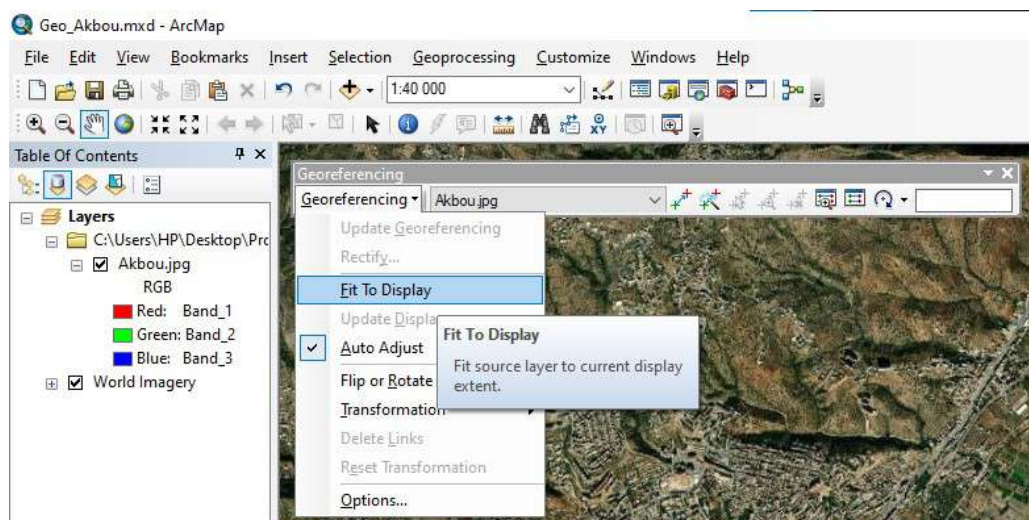 Geo_Akbou.mxd - ArcMap
File Edit View Bookmarks Insert Selection Geoprocessing Customize Windows Help
1:40 000
Table Of Contents
Layers
C:\Users\HP\Desktop\Prc
Akbou.jpg
RGB
Red: Band_1
Green: Band_2
Blue: Band_3
World Imagery
Georeferencing
Georeferencing Akbou.jpg
Update Georeferencing
Rectify...
Fit To Display
Update Displa
Auto Adjust
Flip or Rotate
Transformation
Delete Links
Reset Transformation
Options...
Fit To Display
Fit source layer to current display
extent.